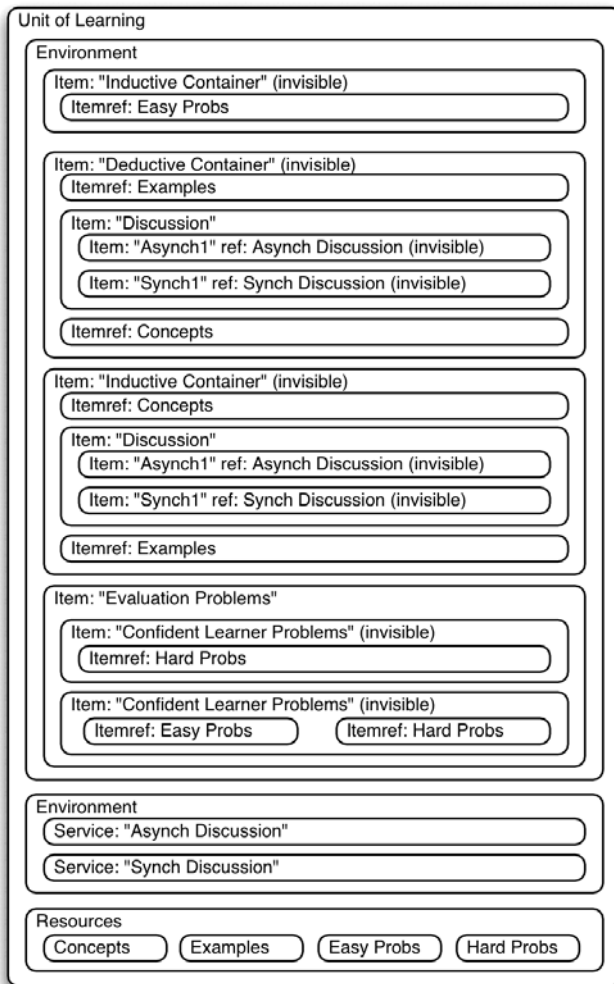 Unit of Learning
Environment
Item: "Inductive Container" (invisible)
Itemref: Easy Probs
Item: "Deductive Container" (invisible)
Itemref: Examples
Item: "Discussion"
Item: "Asynch1" ref: Asynch Discussion (invisible)
Item: "Synch1" ref: Synch Discussion (invisible)
Itemref: Concepts
Item: "Inductive Container" (invisible)
Itemref: Concepts
Item: "Discussion"
Item: "Asynch1" ref: Asynch Discussion (invisible)
Item: "Synch1" ref: Synch Discussion (invisible)
Itemref: Examples
Item: "Evaluation Problems"
Item: "Confident Learner Problems" (invisible)
Itemref: Hard Probs
Item: "Confident Learner Problems" (invisible)
Itemref: Easy Probs Itemref: Hard Probs
Environment
Service: "Asynch Discussion"
Service: "Synch Discussion"
Resources
Concepts Examples Easy Probs Hard Probs